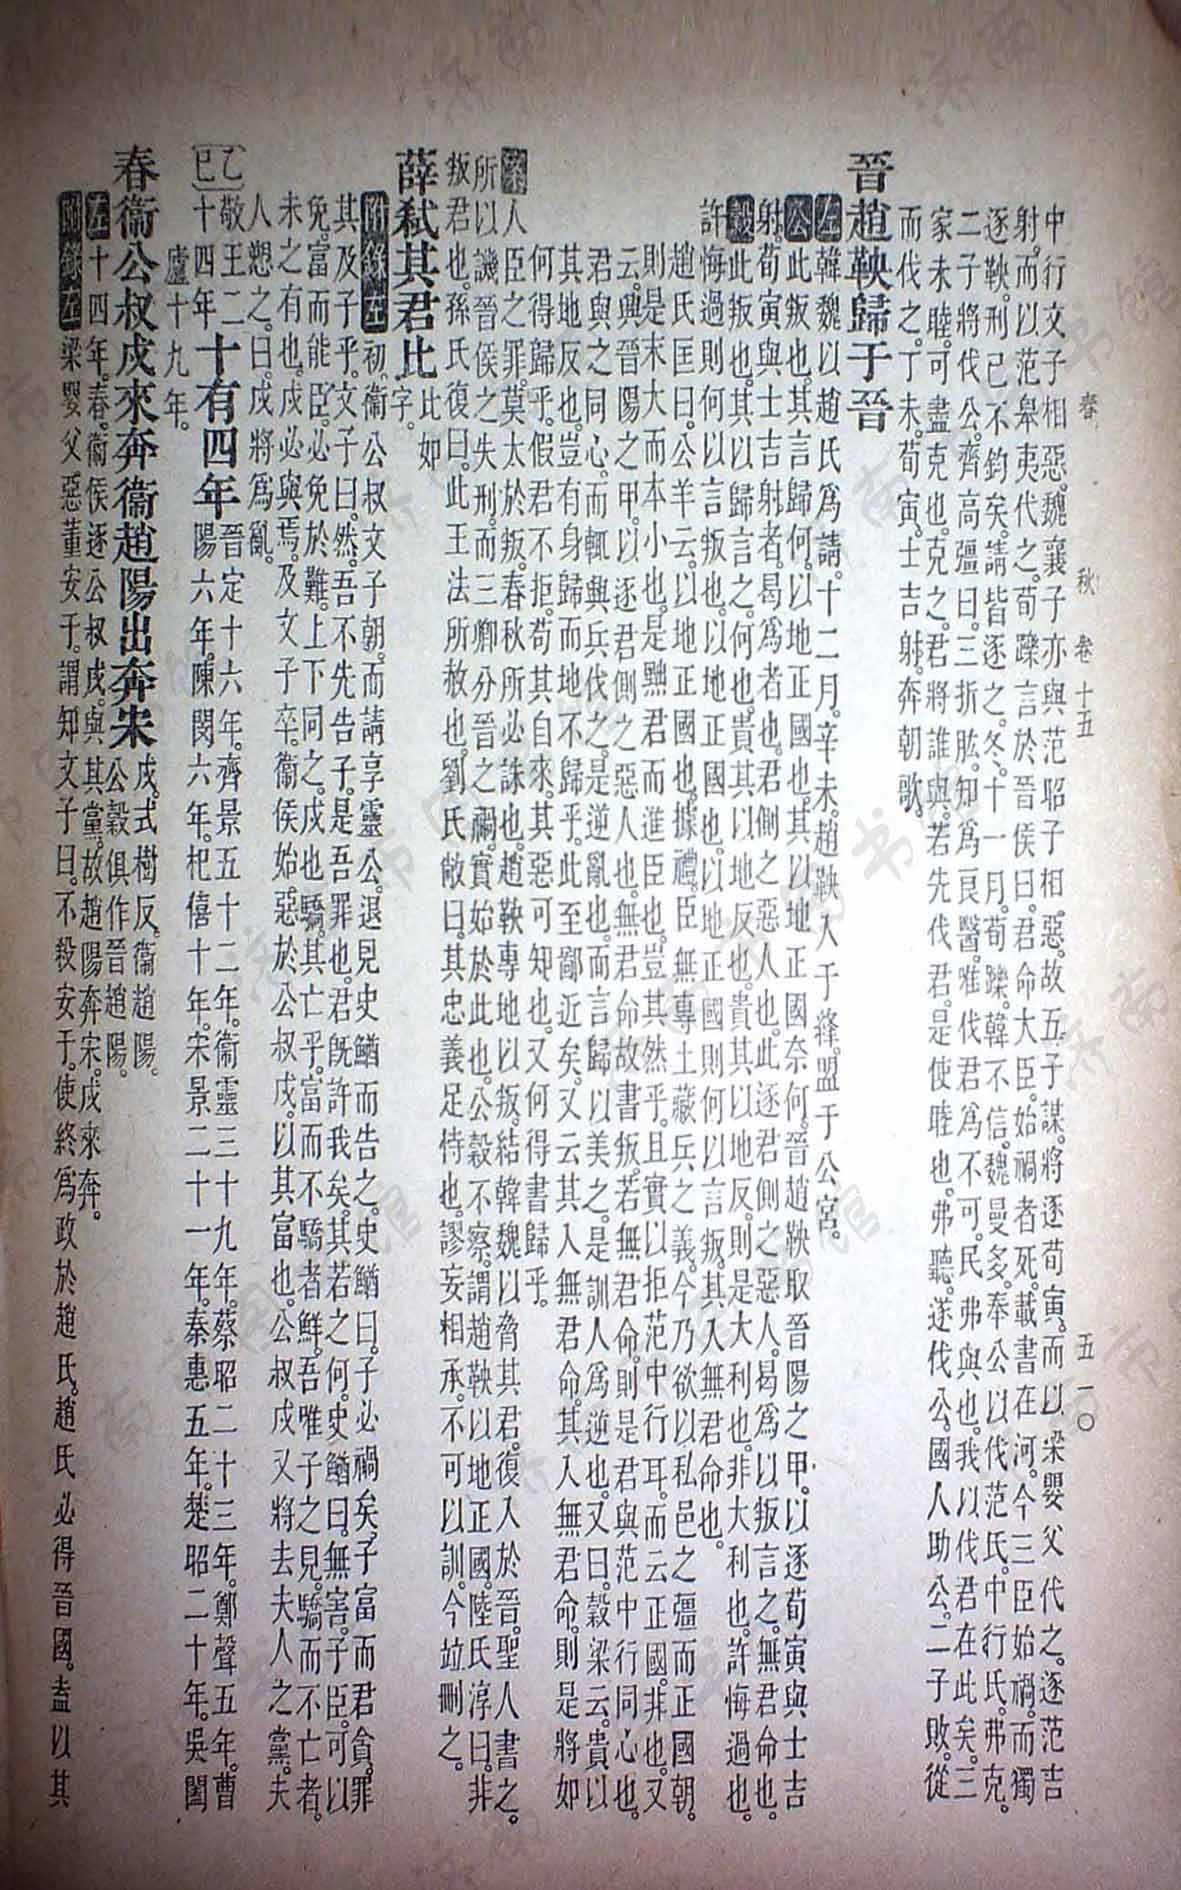 春秋 卷十五 五一〇
中行文子相惡魏襄子亦與范昭子相惡故五子謀將逐荀寅而以梁嬰父代之逐范吉
射而以范皋夷代之荀躒言於晉侯曰君命大臣始禍者死載書在河今三臣始禍而獨
逐鞅刑已不鈞矣請皆逐之冬十一月荀躒韓不信魏曼多奉公以伐范氏中行氏弗克
二子將伐公齊高彊曰三折肱知爲良醫唯伐君爲不可民弗與也我以伐君在此矣三
家未睦可盡克也克之君將誰與若先伐君是使睦也弗聽遂伐公國人助公二子敗從
而伐之丁未荀寅士吉射奔朝歌
晉趙鞅歸于晉
左韓魏以趙氏爲請十二月辛未趙鞅入于絳盟于公宮
公此叛也其言歸何以地正國也其以地正國奈何晉趙鞅取晉陽之甲以逐荀寅與士吉
射荀寅與士吉射者曷爲者也君側之惡人也此逐君側之惡人曷爲以叛言之無君命也
穀此叛也其以歸言之何也貴其以地反也貴其以地反則是大利也非大利也許悔過也
許悔過則何以言叛也以地正國也以地正國則何以言叛其入無君命也
趙氏匡曰公羊云以地正國也據禮臣無專土藏兵之義今乃欲以私邑之彊而正國朝
則是末大而本小也是黜君而進臣也豈其然乎且實以拒范中行耳而云正國非也又
云興晉陽之甲以逐君側之惡人也無君命故書叛若無君命則是君與范中行同心也
君與之同心而輒興兵伐之是逆亂也而言歸以美之是訓人爲逆也又曰穀梁云貴以
其地反也豈有身歸而地不歸乎此至鄙近矣又云其入無君命其入無君命則是將如
何得歸乎假君不拒苟其自來其惡可知也又何得書歸乎
案人臣之罪莫太於叛春秋所必誅也趙鞅專地以叛結韓魏以脅其君復入於晉聖人書之
所以譏晉侯之失刑而三卿分晉之禍實始於此也公穀不察謂趙鞅以地正國陸氏淳曰非
叛君也孫氏復曰此王法所赦也劉氏敞曰其忠義足恃也謬妄相承不可以訓今竝刪之
薛弒其君比 比如字
附錄左初衞公叔文子朝而請享靈公退見史鰌而告之史鰌曰子必禍矣子富而君貪罪
其及子乎文子曰然吾不先告子是吾罪也君旣許我矣其若之何史鰌曰無害子臣可以
免富而能臣必免於難上下同之戌也驕其亡乎富而不驕者鮮吾唯子之見驕而不亡者
未之有也戌必與焉及文子卒衞侯始惡於公叔戌以其富也公叔戌又將去夫人之黨夫
人愬之曰戌將爲亂
乙巳 敬王二十四年 十有四年 晉定十六年齊景五十二年衞靈三十九年蔡昭二十三年鄭聲五年曹
陽六年陳閔六年杞僖十年宋景二十一年秦惠五年楚昭二十年吳闔
廬十九年
春衞公叔戌來奔衞趙陽出奔宋 戌式樹反衞趙陽
公穀俱作晉趙陽
左十四年春衞侯逐公叔戌與其黨故趙陽奔宋戌來奔
附錄左梁嬰父惡董安于謂知文子曰不殺安于使終爲政於趙氏趙氏必得晉國盍以其